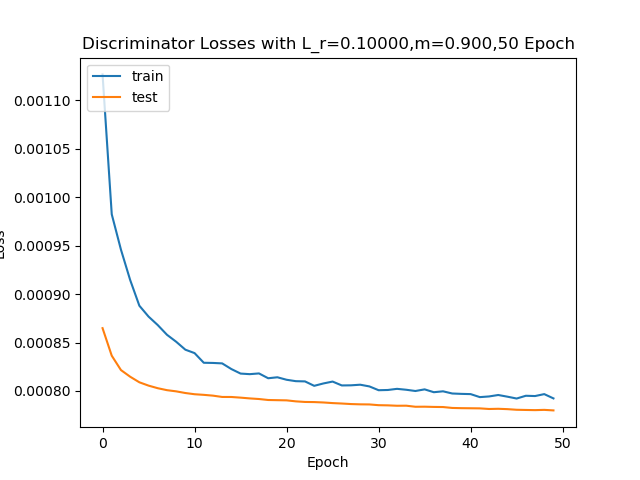 Discriminator Losses with L_r=0.10000,m=0.900,50 Epoch
train
test
0.00110
0.00105
0.00100
0.00095
0.00090
0.00085
0.00080
Loss
0 10 20 30 40 50
Epoch